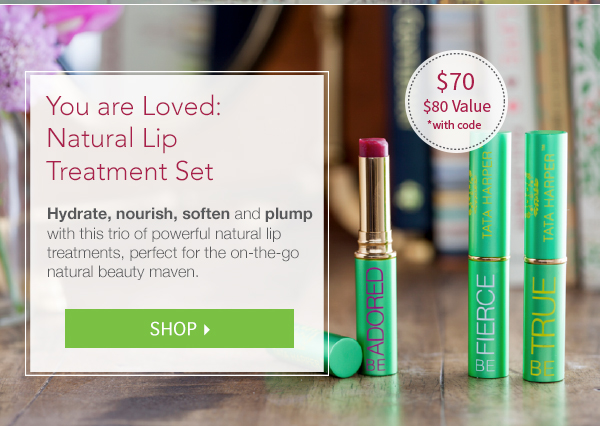 You are Loved:
Natural Lip
Treatment Set
Hydrate, nourish, soften and plump
with this trio of powerful natural lip
treatments, perfect for the on-the-go
natural beauty maven.
SHOP
$70
$80 Value
*with code
BE ADORED
TATA HARPER
BE FIERCE
TATA HARPER™
BE TRUE